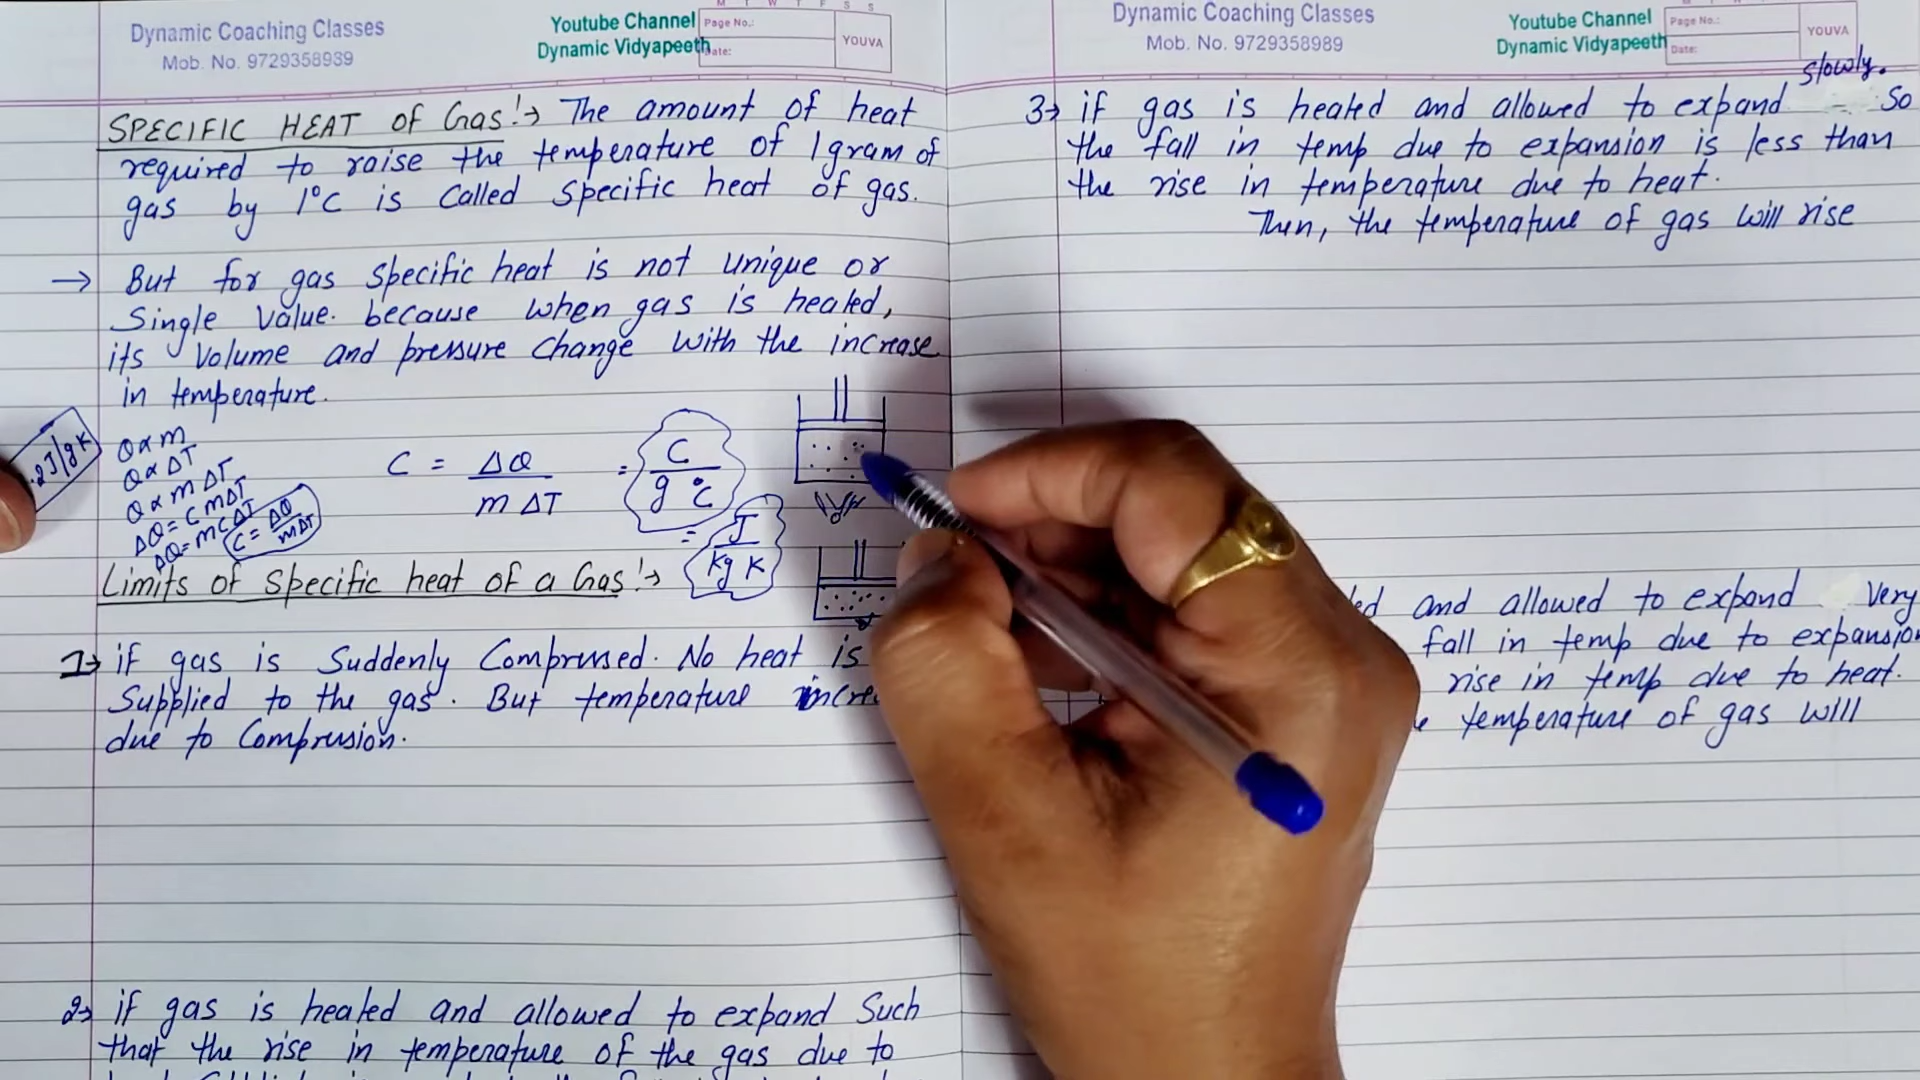 Dynamic Coaching Classes
Mob. No. 9729358989
Youtube Channel
Dynamic Vidyapeeth
M T W T F S S
Page No.:
Date:
YOUVA
SPECIFIC HEAT of Gas!→ The amount of heat
required to raise the temperature of 1gram of
gas by 1°C is Called Specific heat of gas.
→ But for gas Specific heat is not unique or
Single Value. because when gas is heated,
its Volume and pressure change with the increase
in temperature.
.2J/gK
Q∝m
Q∝ΔT
Q∝mΔT
ΔQ=CmΔT
ΔQ=mCΔT
C=ΔQ/mΔT
C = ΔQ/mΔT = C/g°C
= J/kg K
Limits of Specific heat of a Gas!→
1→ if gas is Suddenly Compressed. No heat is
Supplied to the gas. But temperature incre
due to Compression.
2→ if gas is heated and allowed to expand Such
that the rise in temperature of the gas due to
Dynamic Coaching Classes
Mob. No. 9729358989
Youtube Channel
Dynamic Vidyapeeth
Page No.:
Date:
YOUVA
slowly.
3→ if gas is heated and allowed to expand So
the fall in temp due to expansion is less than
the rise in temperature due to heat.
Then, the temperature of gas will rise
ed and allowed to expand Very
fall in temp due to expansion
rise in temp due to heat.
temperature of gas will